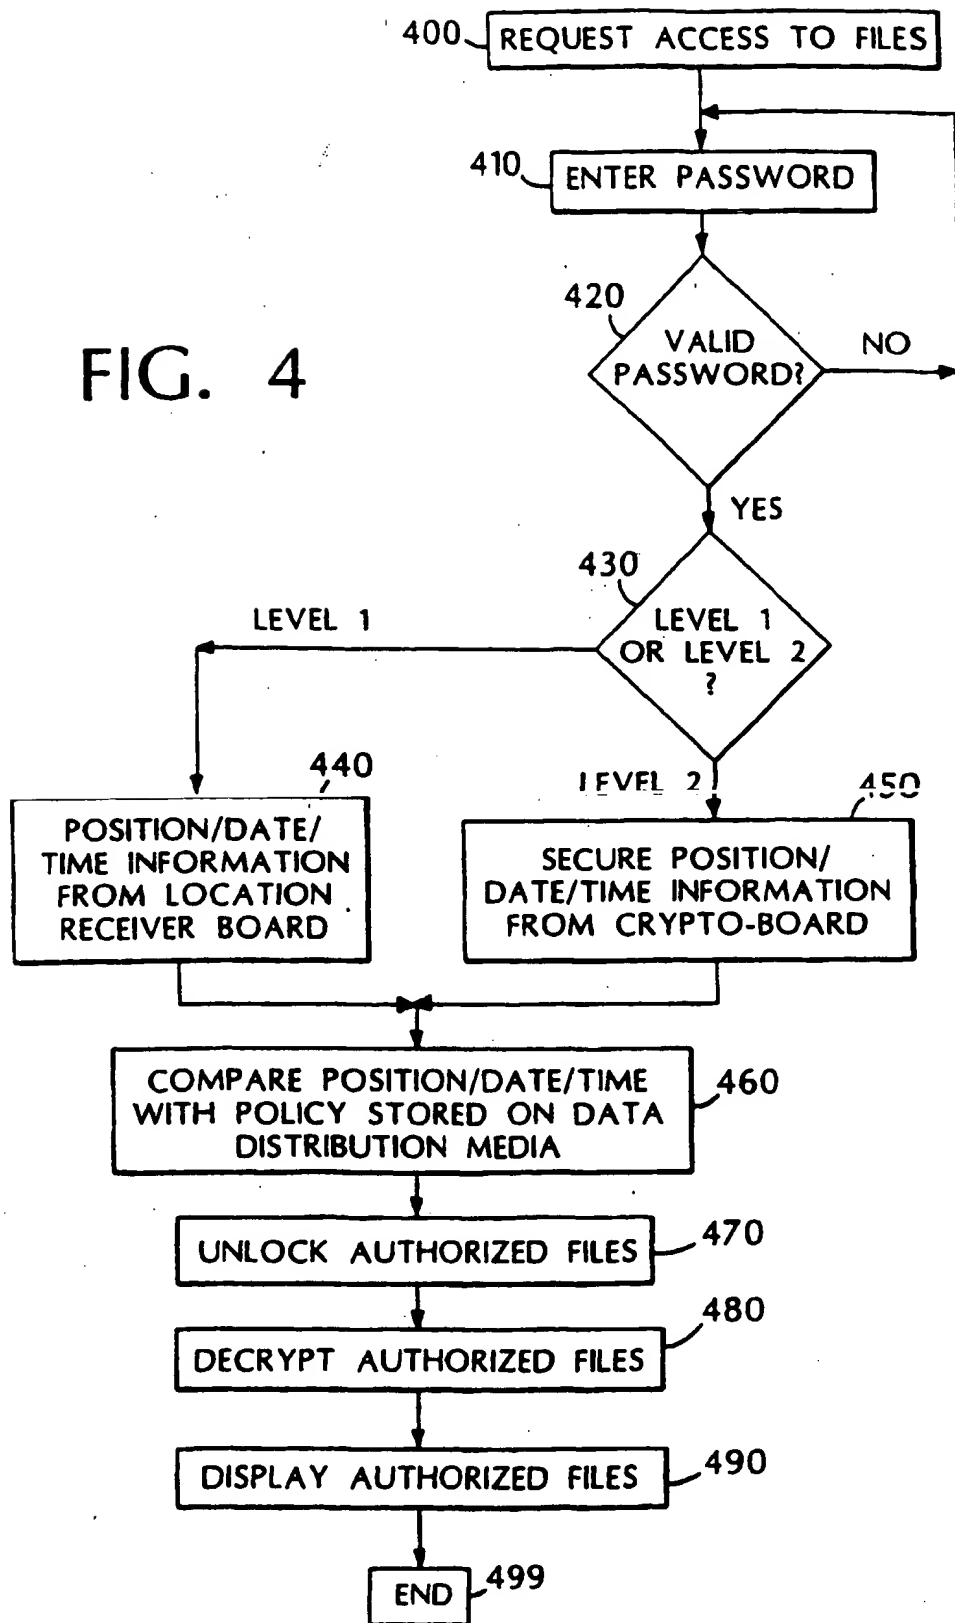 400
REQUEST ACCESS TO FILES
410
ENTER PASSWORD
420
VALID
PASSWORD?
NO
FIG. 4
YES
430
LEVEL 1
LEVEL 1
OR LEVEL 2
?
440
LEVEL 2
450
POSITION/DATE/
TIME INFORMATION
FROM LOCATION
RECEIVER BOARD
SECURE POSITION/
DATE/TIME INFORMATION
FROM CRYPTO-BOARD
COMPARE POSITION/DATE/TIME
WITH POLICY STORED ON DATA
DISTRIBUTION MEDIA
460
UNLOCK AUTHORIZED FILES
470
DECRYPT AUTHORIZED FILES
480
DISPLAY AUTHORIZED FILES
490
END
499